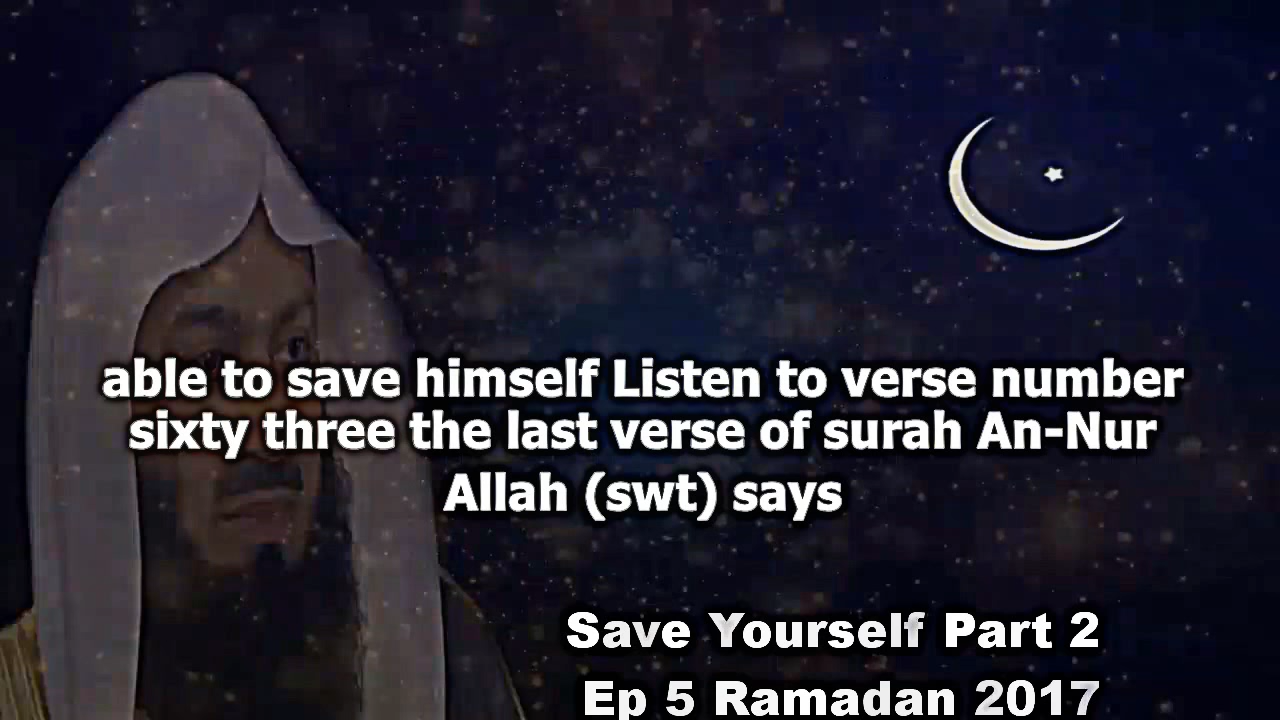 able to save himself Listen to verse number
sixty three the last verse of surah An-Nur
Allah (swt) says
Save Yourself Part 2
Ep 5 Ramadan 2017